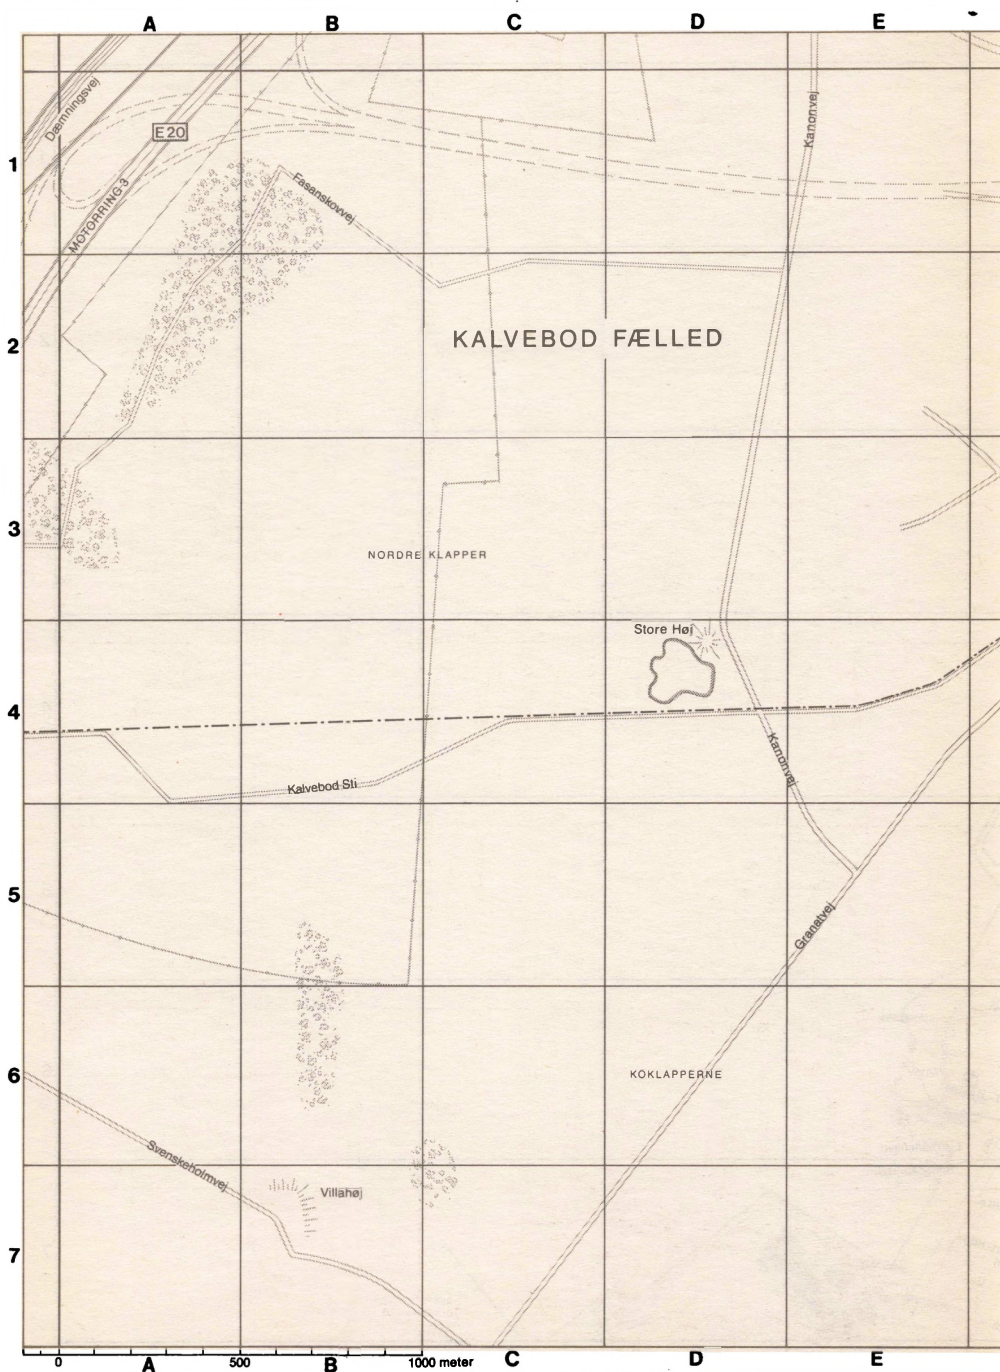 A B C D E
Dæmningsvej
Kanonvej
E20
1
MOTORRING 3
Fasanskovvej
2
KALVEBOD FÆLLED
3
NORDRE KLAPPER
Store Høj
4
Kanonvej
Kalvebod Sti
5
Granatvej
6
KOKLAPPERNE
Svenskeholmvej
Villahøj
7
0 500 1000 meter
A B C D E